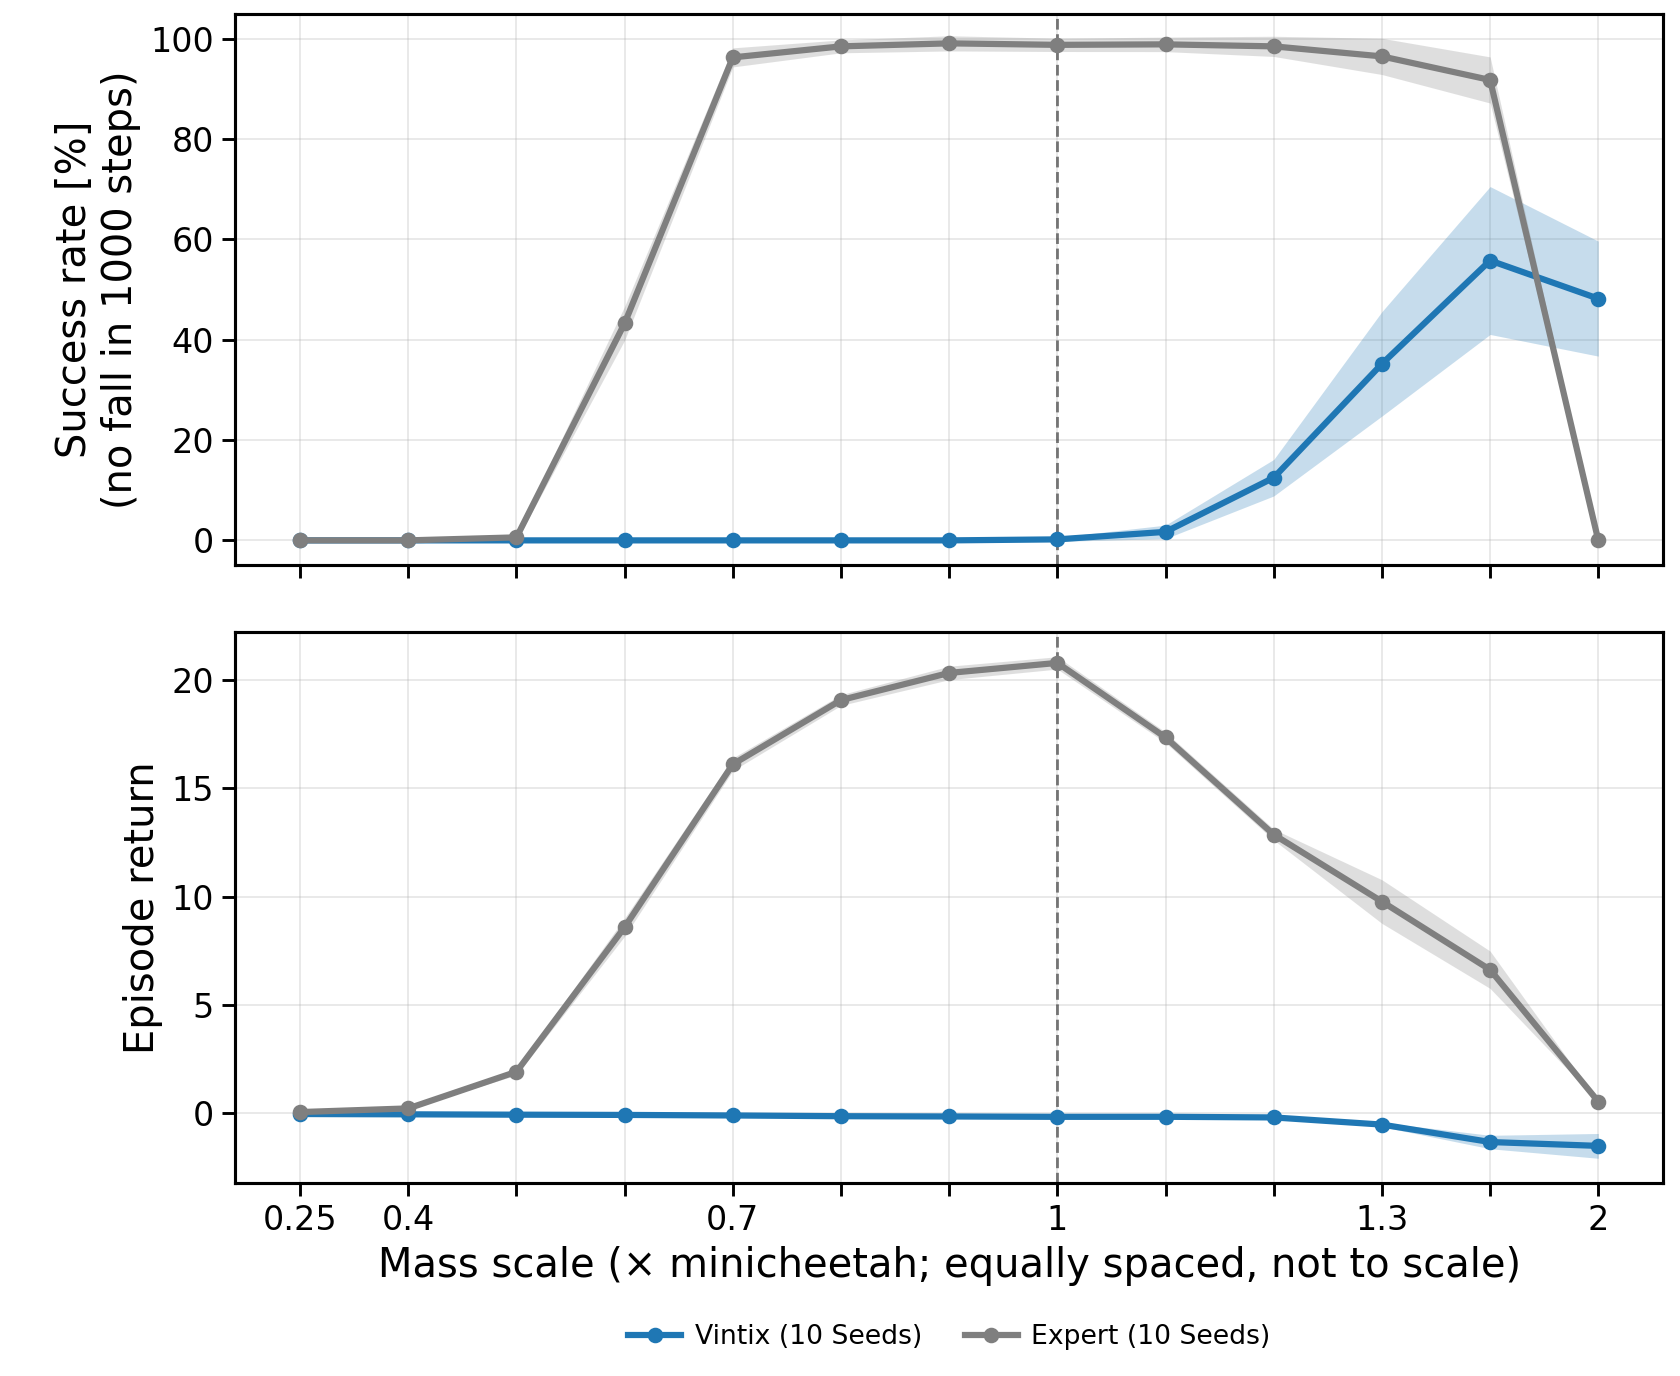 100
80
60
40
20
0
Success rate [%]
(no fall in 1000 steps)
20
15
10
5
0
Episode return
0.25 0.4 0.7 1 1.3 2
Mass scale (× minicheetah; equally spaced, not to scale)
Vintix (10 Seeds) Expert (10 Seeds)